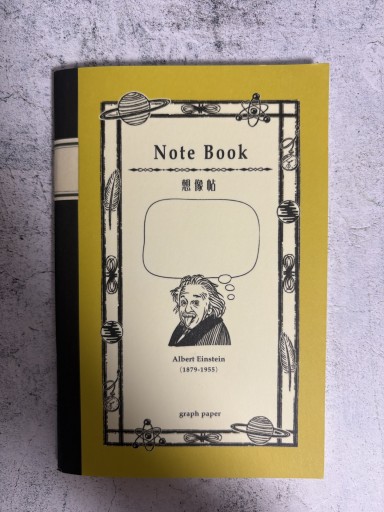 Note Book
想像帖
Albert Einstein
(1879-1955)
graph paper